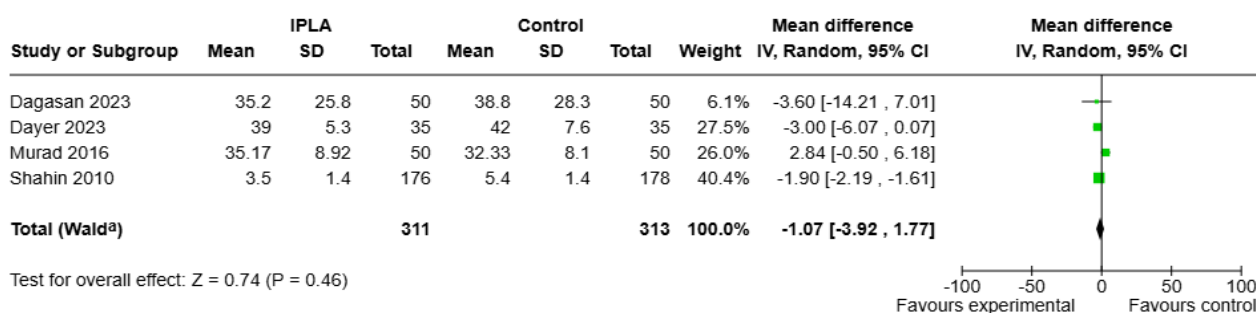 IPLA Control Mean difference Mean difference
Study or Subgroup Mean SD Total Mean SD Total Weight IV, Random, 95% CI IV, Random, 95% CI
Dagasan 2023 35.2 25.8 50 38.8 28.3 50 6.1% -3.60 [-14.21 , 7.01]
Dayer 2023 39 5.3 35 42 7.6 35 27.5% -3.00 [-6.07 , 0.07]
Murad 2016 35.17 8.92 50 32.33 8.1 50 26.0% 2.84 [-0.50 , 6.18]
Shahin 2010 3.5 1.4 176 5.4 1.4 178 40.4% -1.90 [-2.19 , -1.61]
Total (Waldᵃ) 311 313 100.0% -1.07 [-3.92 , 1.77]
Test for overall effect: Z = 0.74 (P = 0.46)
-100 -50 0 50 100
Favours experimental Favours control